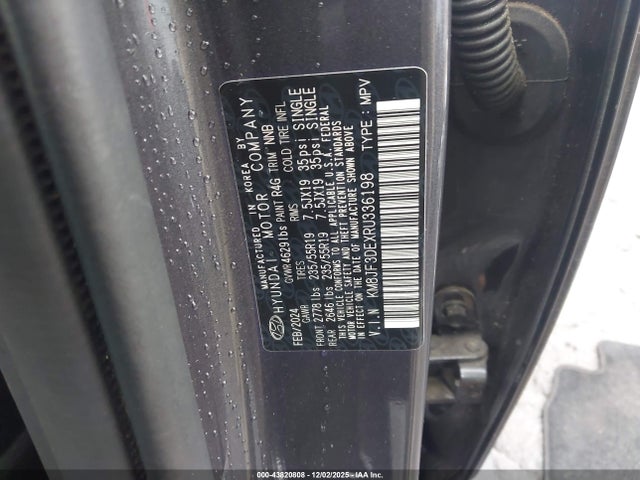 MANUFACTURED IN KOREA BY
HYUNDAI MOTOR COMPANY
GVWR 4629 lbs PAINT R4G TRIM NNB
FEB/2024 GAWR TIRES RIMS COLD TIRE INFL
FRONT 2778 lbs 235/55R19 7.5JX19 35psi SINGLE
REAR 2646 lbs 235/55R19 7.5JX19 35psi SINGLE
THIS VEHICLE CONFORMS TO ALL APPLICABLE U.S.A. FEDERAL
MOTOR VEHICLE SAFETY, BUMPER, AND THEFT PREVENTION STANDARDS
IN EFFECT ON THE DATE OF MANUFACTURE SHOWN ABOVE
V.I.N KM8JF3DEXRU336198 TYPE : MPV
000-43820808 - 12/02/2025 - IAAI.com